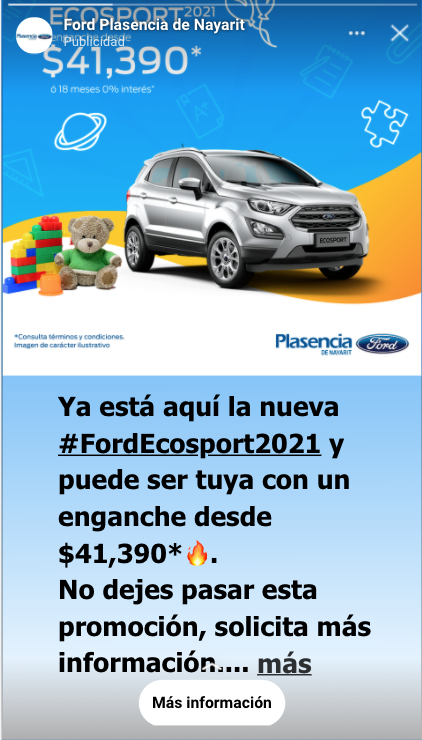 ECOSPORT 2021
Ford Plasencia de Nayarit
enganche desde
Publicidad
$41,390*
ó 18 meses 0% interés*
A+
ECOSPORT
*Consulta términos y condiciones.
Imagen de carácter ilustrativo
Plasencia Ford
DE NAYARIT
Ya está aquí la nueva
#FordEcosport2021 y
puede ser tuya con un
enganche desde
$41,390*🔥.
No dejes pasar esta
promoción, solicita más
información.... más
Más información